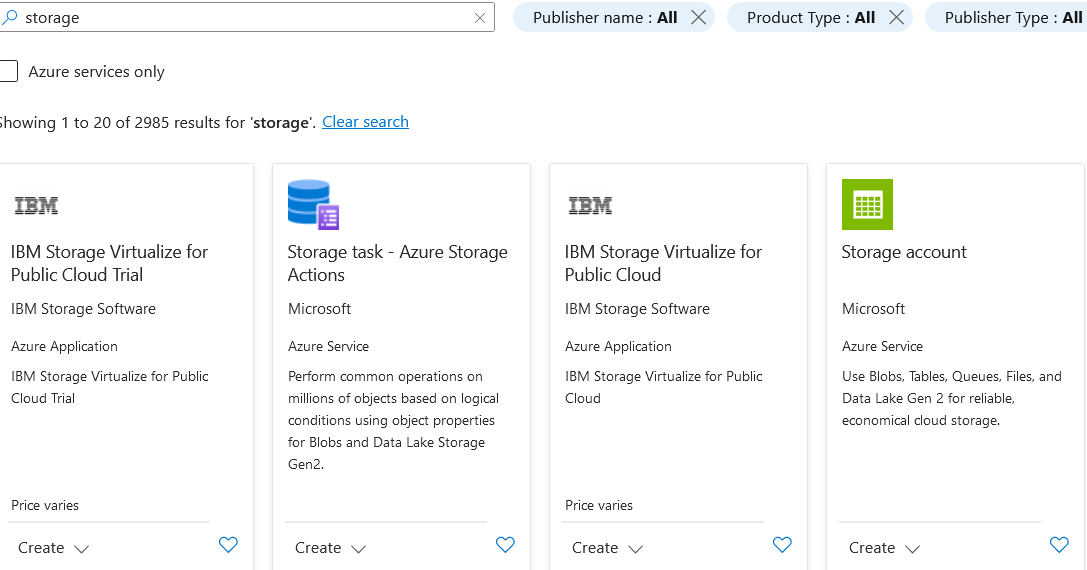 storage
Publisher name : All
Product Type : All
Publisher Type : All
Azure services only
Showing 1 to 20 of 2985 results for 'storage'. Clear search
IBM
IBM Storage Virtualize for
Public Cloud Trial
IBM Storage Software
Azure Application
IBM Storage Virtualize for Public
Cloud Trial
Price varies
Create
Storage task - Azure Storage
Actions
Microsoft
Azure Service
Perform common operations on
millions of objects based on logical
conditions using object properties
for Blobs and Data Lake Storage
Gen2.
Create
IBM
IBM Storage Virtualize for
Public Cloud
IBM Storage Software
Azure Application
IBM Storage Virtualize for Public
Cloud
Price varies
Create
Storage account
Microsoft
Azure Service
Use Blobs, Tables, Queues, Files, and
Data Lake Gen 2 for reliable,
economical cloud storage.
Create